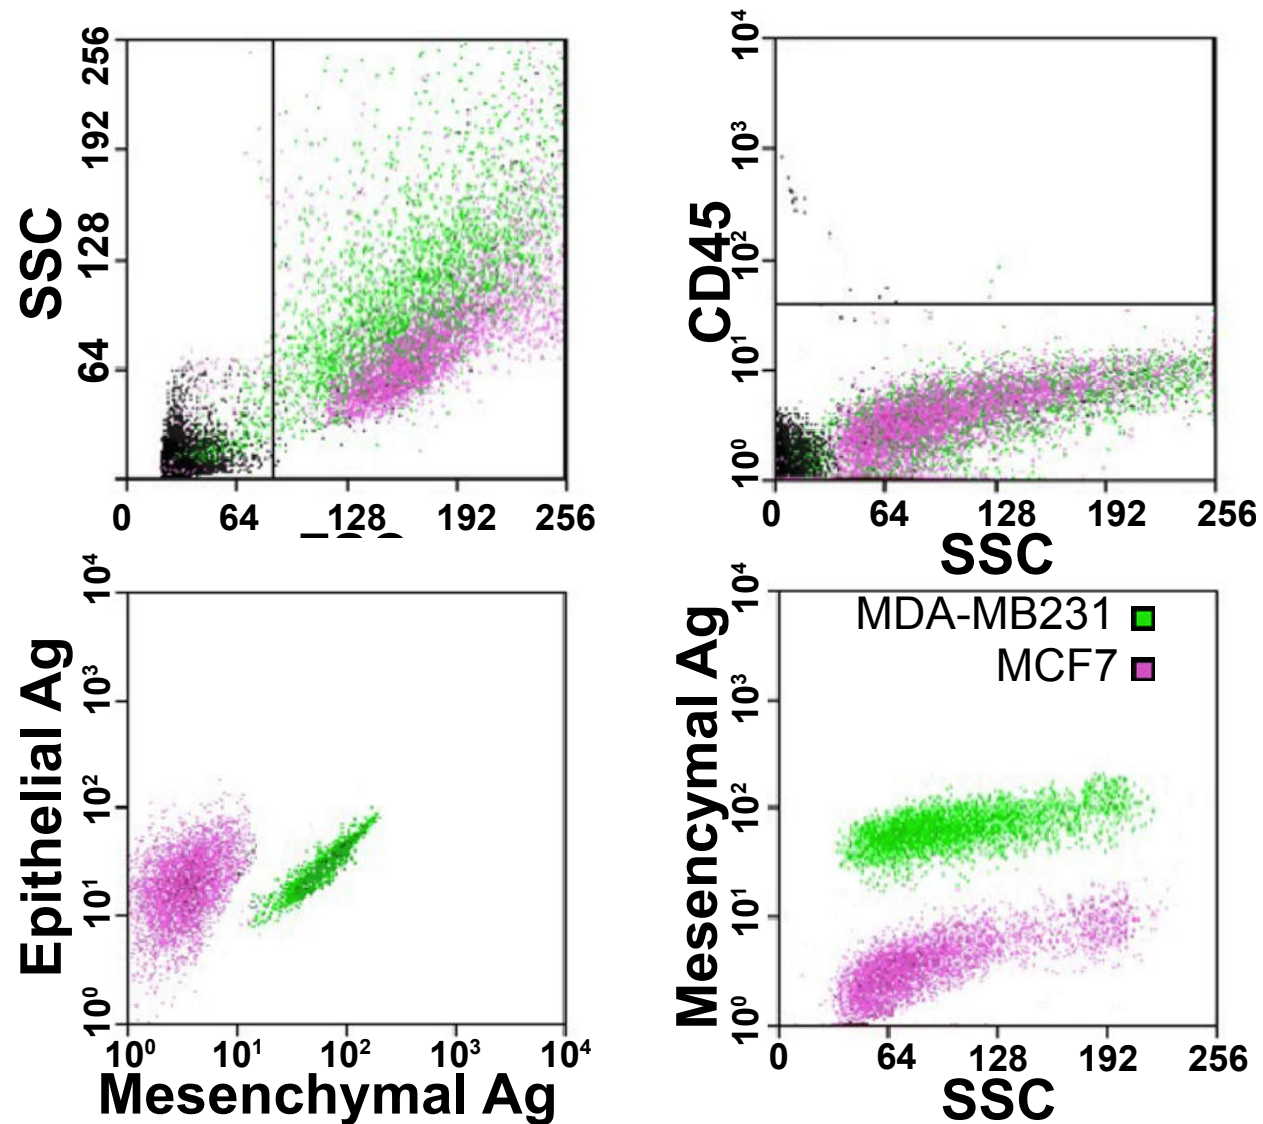 256
192
128
64
SSC
0 64 128 192 256
10⁴
10³
10²
10¹
10⁰
CD45
0 64 128 192 256
SSC
10⁴
10³
10²
10¹
10⁰
Epithelial Ag
10⁰ 10¹ 10² 10³ 10⁴
Mesenchymal Ag
10⁴
10³
10²
10¹
10⁰
Mesencymal Ag
MDA-MB231
MCF7
0 64 128 192 256
SSC